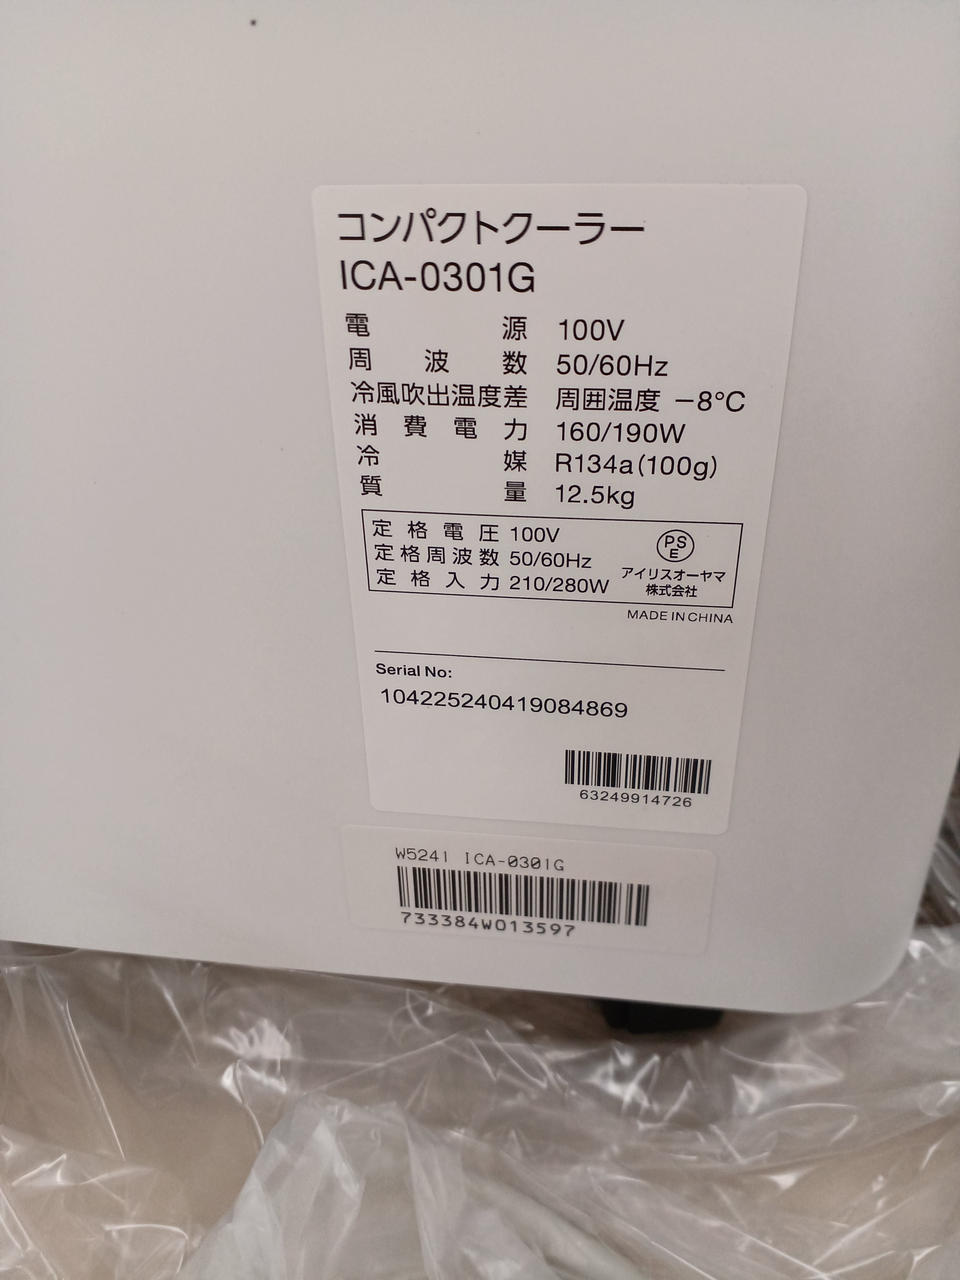 コンパクトクーラー
ICA-0301G
電源 100V
周波数 50/60Hz
冷風吹出温度差 周囲温度 −8℃
消費電力 160/190W
冷媒 R134a(100g)
質量 12.5kg
定格電圧 100V
定格周波数 50/60Hz
定格入力 210/280W
PS
E
アイリスオーヤマ
株式会社
MADE IN CHINA
Serial No:
104225240419084869
63249914726
W5241 ICA-0301G
733384W013597